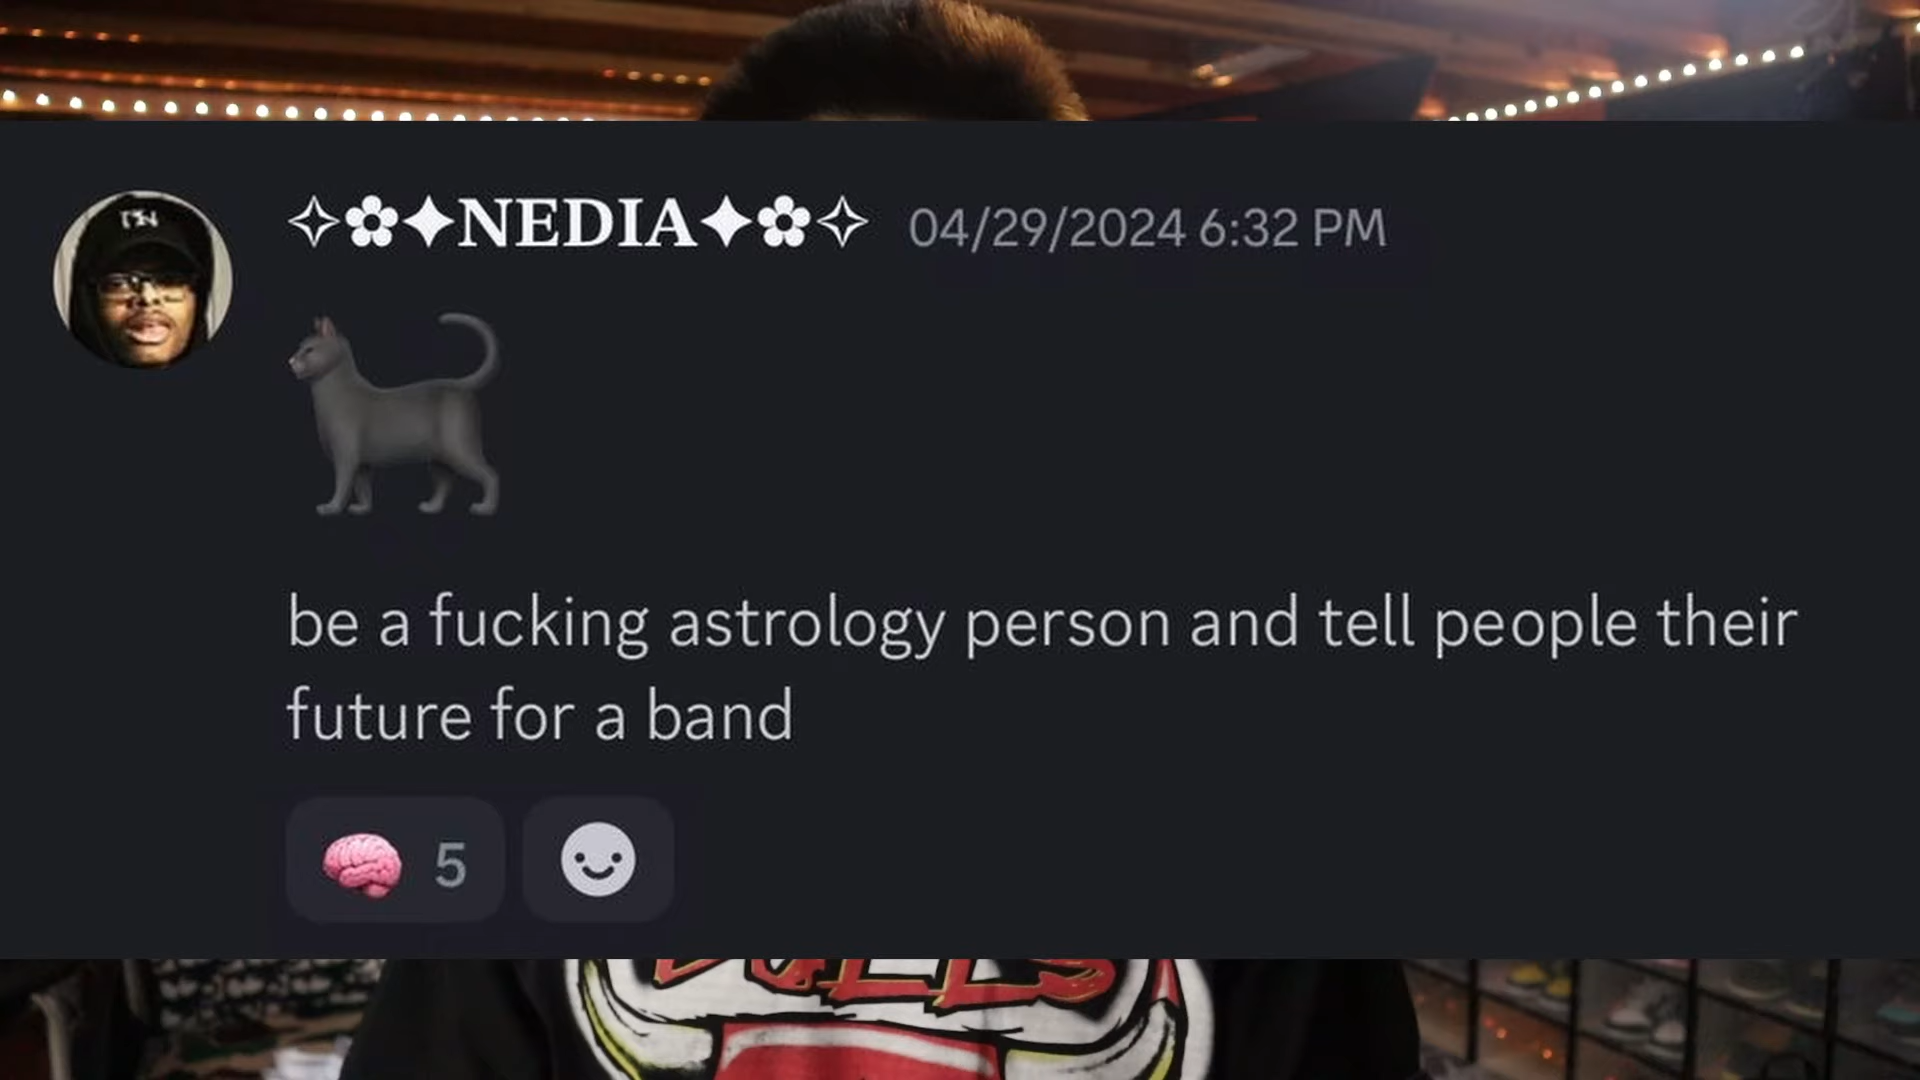 ✧✿✦NEDIA✦✿✧ 04/29/2024 6:32 PM
be a fucking astrology person and tell people their
future for a band
5
BULLS